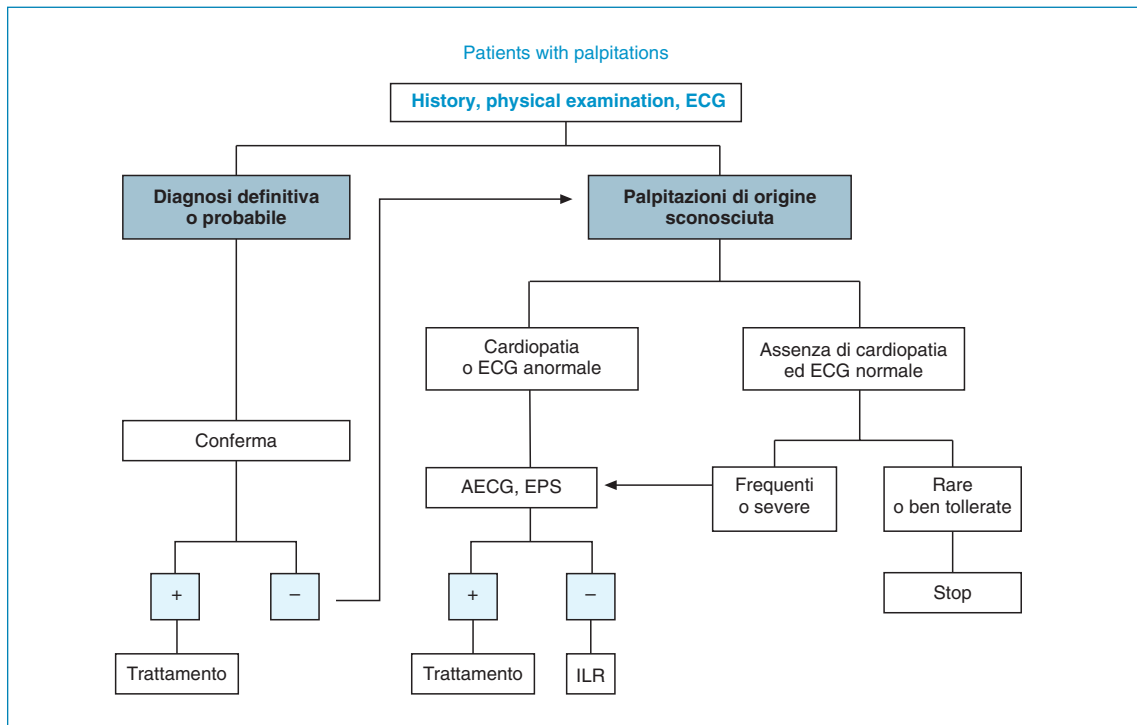 Patients with palpitations
History, physical examination, ECG
Diagnosi definitiva
o probabile
Palpitazioni di origine
sconosciuta
Cardiopatia
o ECG anormale
Assenza di cardiopatia
ed ECG normale
Conferma
AECG, EPS
Frequenti
o severe
Rare
o ben tollerate
+
–
+
–
Stop
Trattamento
Trattamento
ILR